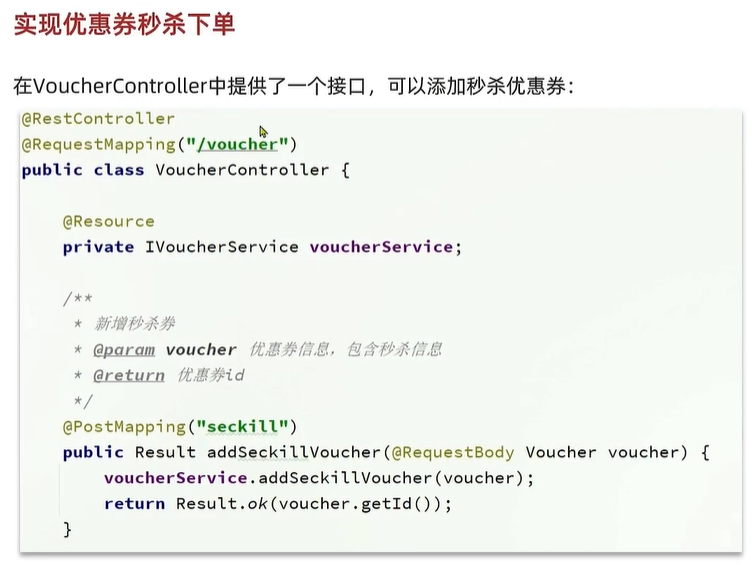 实现优惠券秒杀下单
在VoucherController中提供了一个接口，可以添加秒杀优惠券：
@RestController
@RequestMapping("/voucher")
public class VoucherController {
@Resource
private IVoucherService voucherService;
/**
* 新增秒杀券
* @param voucher 优惠券信息，包含秒杀信息
* @return 优惠券id
*/
@PostMapping("seckill")
public Result addSeckillVoucher(@RequestBody Voucher voucher) {
voucherService.addSeckillVoucher(voucher);
return Result.ok(voucher.getId());
}